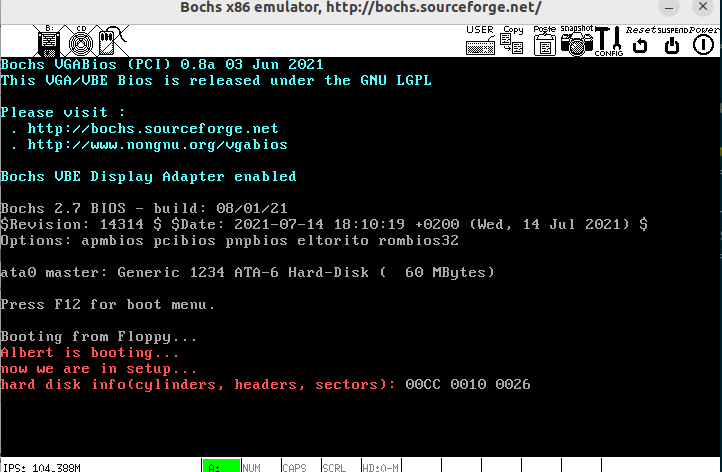 Bochs x86 emulator, http://bochs.sourceforge.net/
B: CD USER Copy Paste snapshot CONFIG Reset SUSPEND Power
Bochs VGABios (PCI) 0.8a 03 Jun 2021
This VGA/VBE Bios is released under the GNU LGPL
Please visit :
. http://bochs.sourceforge.net
. http://www.nongnu.org/vgabios
Bochs VBE Display Adapter enabled
Bochs 2.7 BIOS - build: 08/01/21
$Revision: 14314 $ $Date: 2021-07-14 18:10:19 +0200 (Wed, 14 Jul 2021) $
Options: apmbios pcibios pnpbios eltorito rombios32
ata0 master: Generic 1234 ATA-6 Hard-Disk (  60 MBytes)
Press F12 for boot menu.
Booting from Floppy...
Albert is booting...
now we are in setup...
hard disk info(cylinders, headers, sectors): 00CC 0010 0026
IPS: 104.388M A: NUM CAPS SCRL HD:0-M